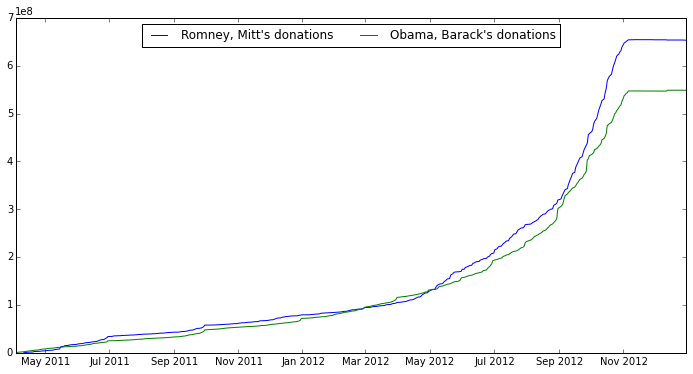 1e8
7
Romney, Mitt's donations Obama, Barack's donations
6
5
4
3
2
1
0
May 2011 Jul 2011 Sep 2011 Nov 2011 Jan 2012 Mar 2012 May 2012 Jul 2012 Sep 2012 Nov 2012